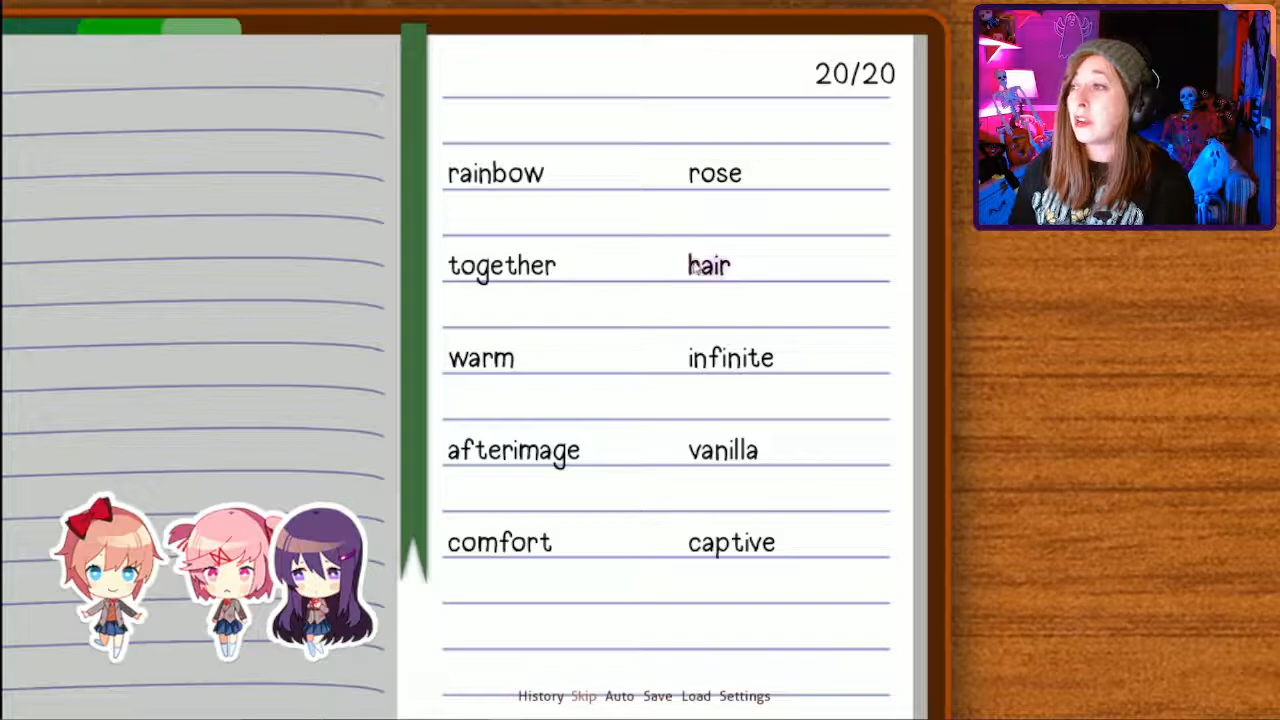 20/20
rainbow rose
together hair
warm infinite
afterimage vanilla
comfort captive
History Skip Auto Save Load Settings